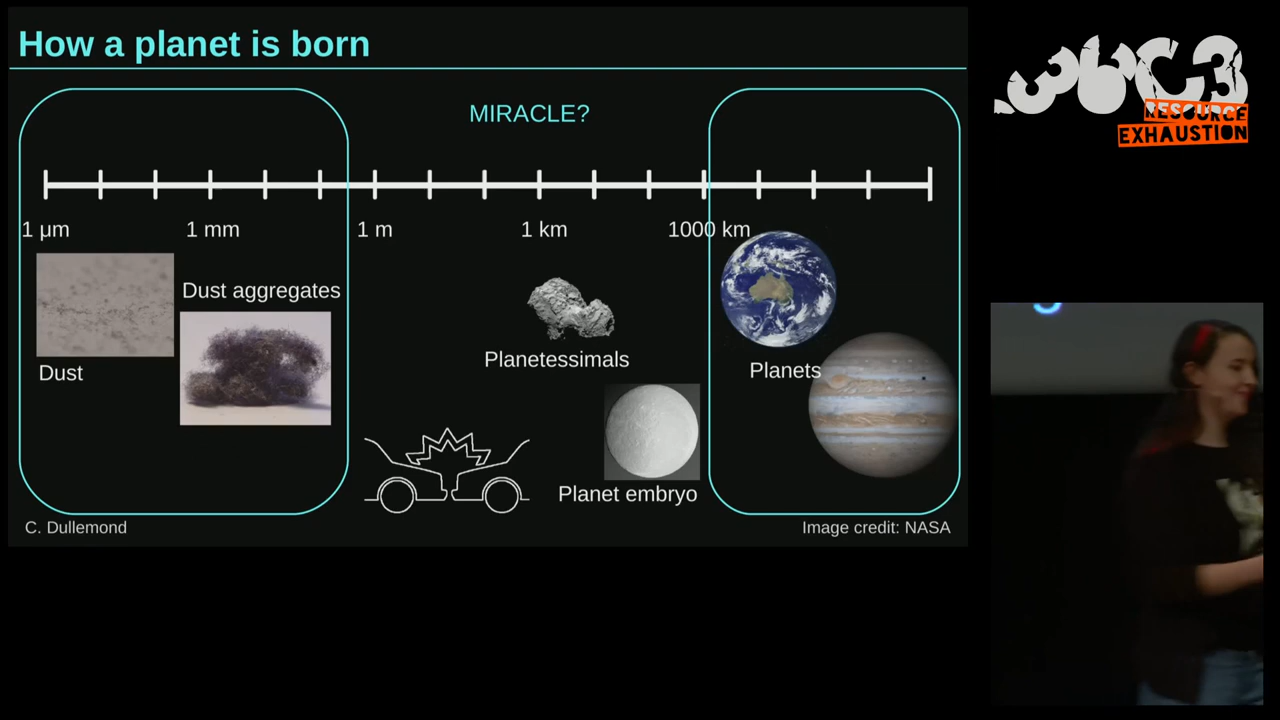 How a planet is born
MIRACLE?
1 μm
1 mm
1 m
1 km
1000 km
Dust aggregates
Dust
Planetessimals
Planets
Planet embryo
C. Dullemond
Image credit: NASA
36C3
RESOURCE
EXHAUSTION